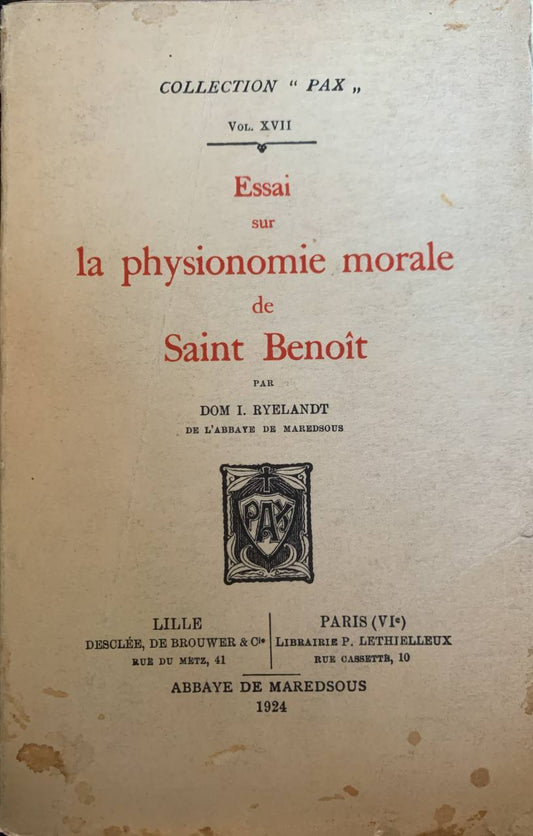 COLLECTION “ PAX „
VOL. XVII
Essai
sur
la physionomie morale
de
Saint Benoît
PAR
DOM I. RYELANDT
DE L'ABBAYE DE MAREDSOUS
PAX
LILLE
DESCLÉE, DE BROUWER & Cie
RUE DU METZ, 41
PARIS (VIe)
LIBRAIRIE P. LETHIELLEUX
RUE CASSETTE, 10
ABBAYE DE MAREDSOUS
1924